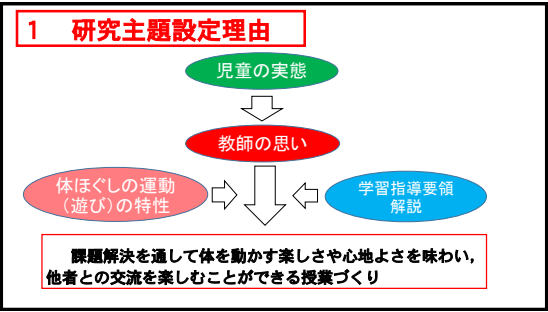 1 研究主題設定理由
児童の実態
教師の思い
体ほぐしの運動
（遊び）の特性
学習指導要領
解説
課題解決を通して体を動かす楽しさや心地よさを味わい，
他者との交流を楽しむことができる授業づくり